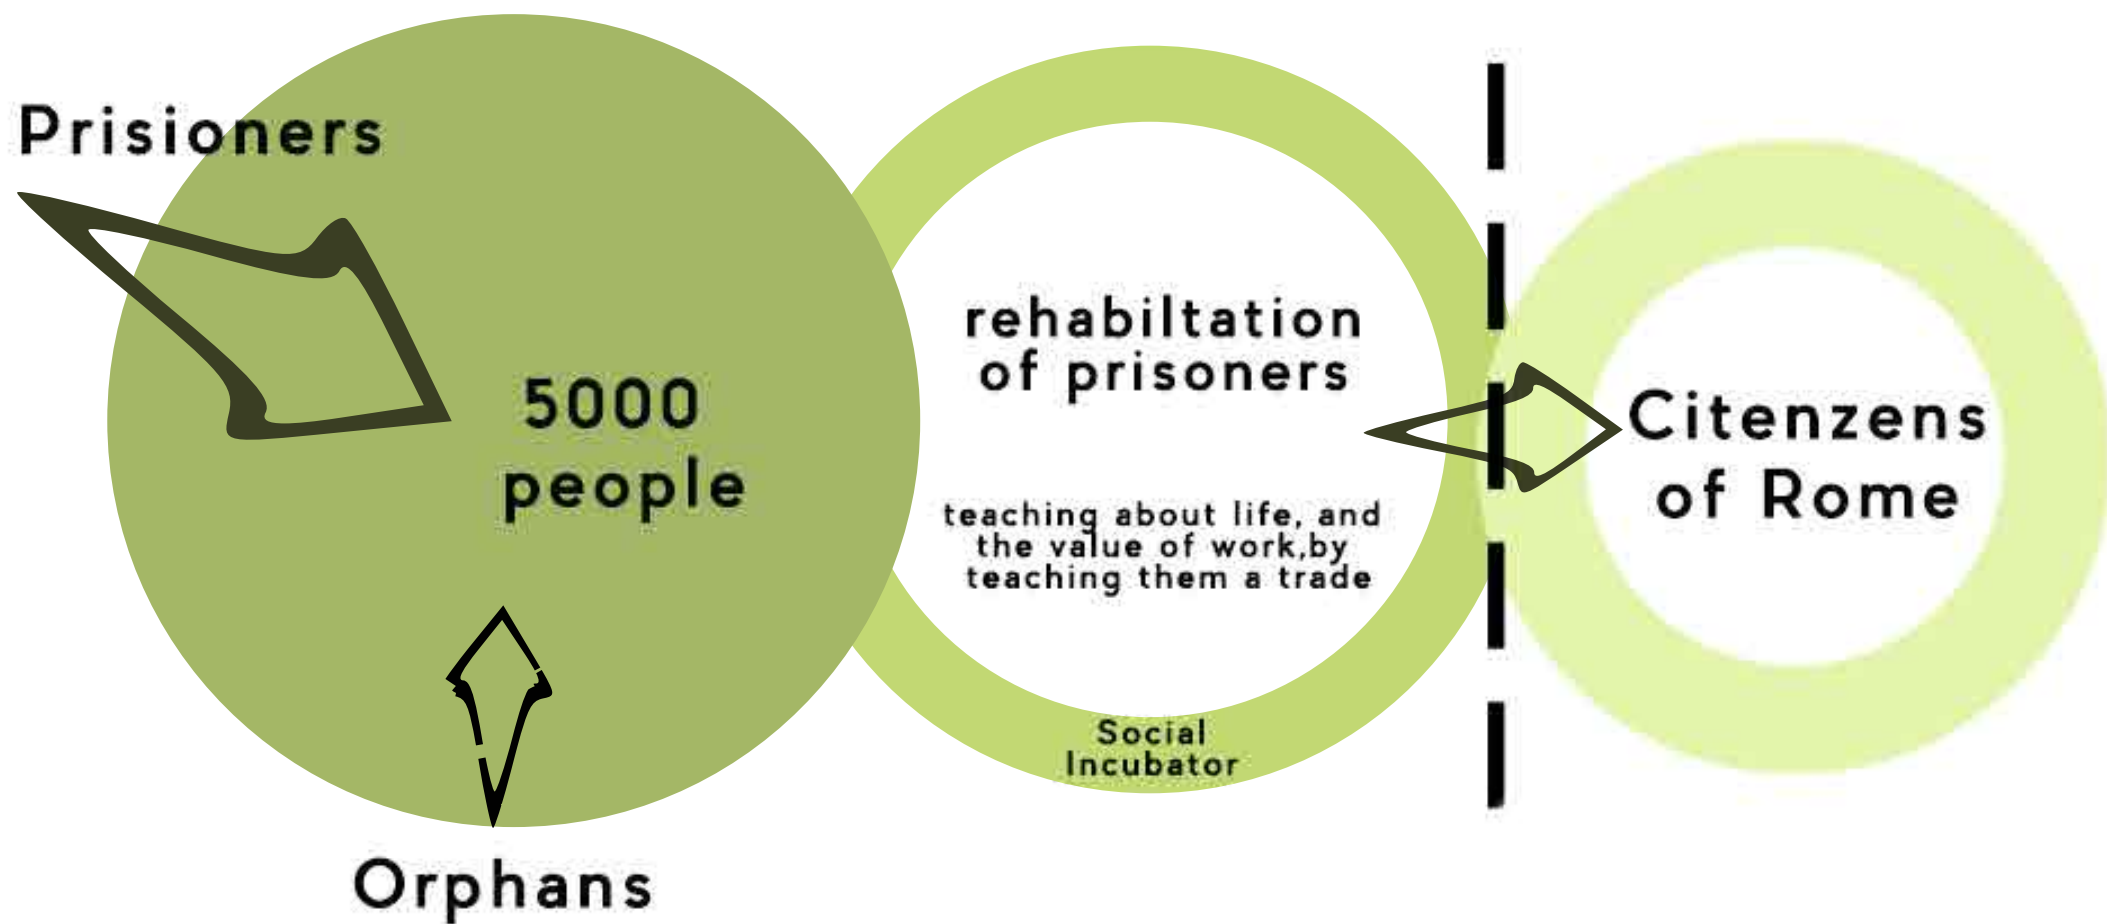 Prisioners
5000
people
Orphans
rehabiltation
of prisoners
teaching about life, and
the value of work,by
teaching them a trade
Social
Incubator
Citenzens
of Rome